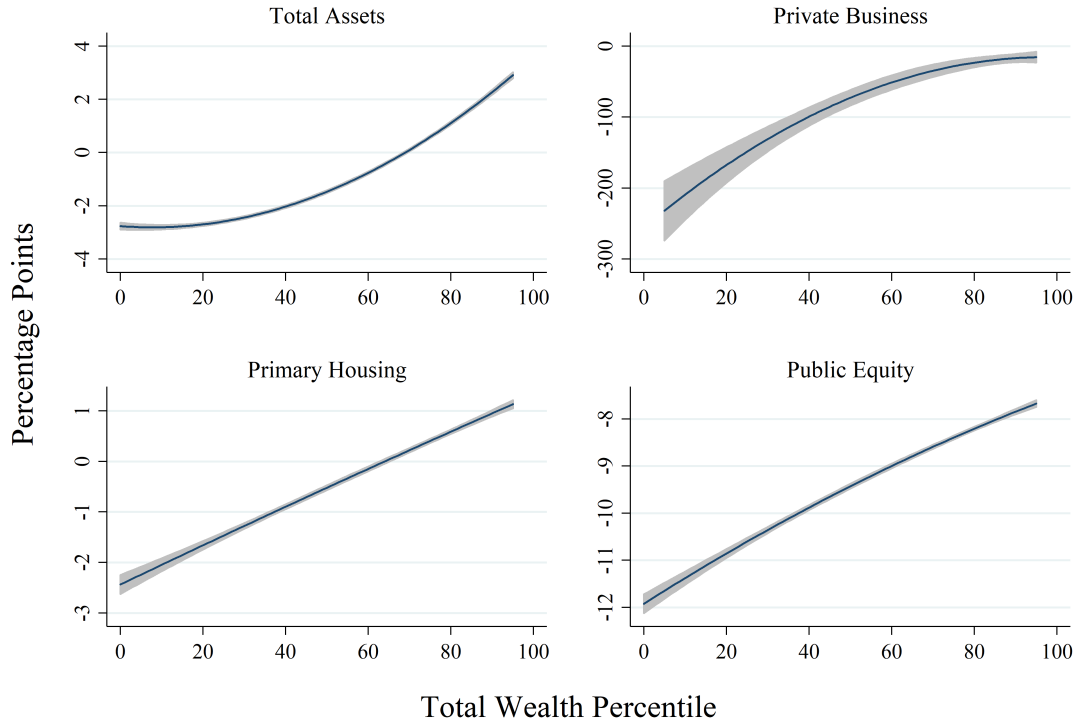 Total Assets
4
2
0
-2
-4
0 20 40 60 80 100
Private Business
0
-100
-200
-300
0 20 40 60 80 100
Percentage Points
Primary Housing
1
0
-1
-2
-3
0 20 40 60 80 100
Public Equity
-8
-9
-10
-11
-12
0 20 40 60 80 100
Total Wealth Percentile